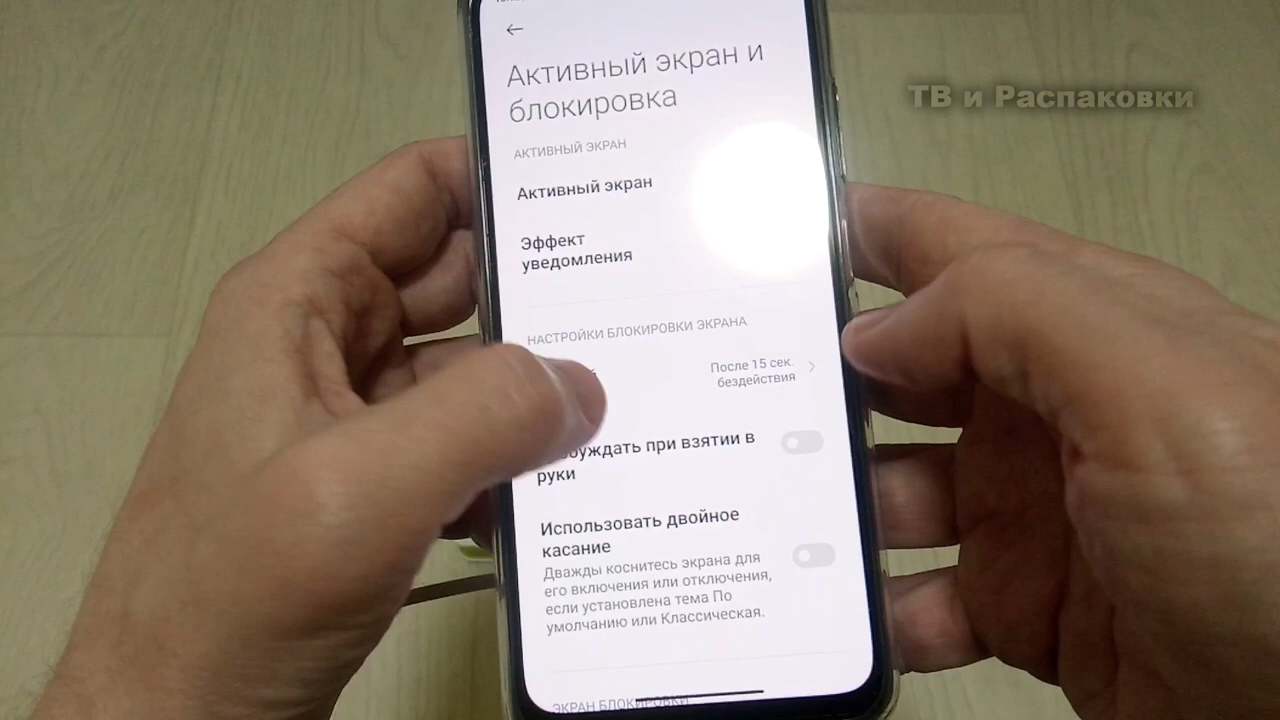 ТВ и Распаковки
Активный экран и
блокировка
АКТИВНЫЙ ЭКРАН
Активный экран
Эффект
уведомления
НАСТРОЙКИ БЛОКИРОВКИ ЭКРАНА
После 15 сек.
бездействия
при взятии в
руки
Использовать двойное
касание
Дважды коснитесь экрана для
его включения или отключения,
если установлена тема По
умолчанию или Классическая.
ЭКРАН БЛОКИРОВКИ